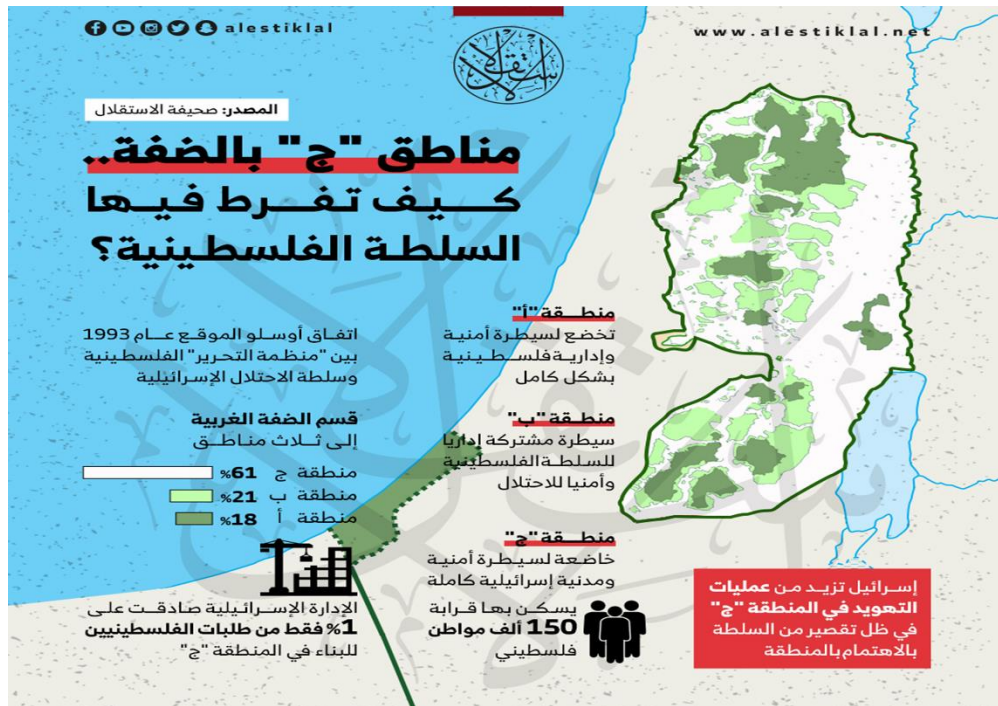 alestiklal
www.alestiklal.net
الاستقلال
المصدر: صحيفة الاستقلال
مناطق "ج" بالضفة..
كيف تفرط فيها
السلطة الفلسطينية؟
منطقة "أ"
تخضع لسيطرة أمنية
وإدارية فلسطينية
بشكل كامل
اتفاق أوسلو الموقع عام 1993
بين "منظمة التحرير" الفلسطينية
وسلطة الاحتلال الإسرائيلية
منطقة "ب"
سيطرة مشتركة إداريا
للسلطة الفلسطينية
وأمنيا للاحتلال
قسم الضفة الغربية
إلى ثلاث مناطق
منطقة ج 61%
منطقة ب 21%
منطقة أ 18%
منطقة "ج"
خاضعة لسيطرة أمنية
ومدنية إسرائيلية كاملة
يسكن بها قرابة
150 ألف مواطن
فلسطيني
الإدارة الإسرائيلية صادقت على
1% فقط من طلبات الفلسطينيين
للبناء في المنطقة "ج"
إسرائيل تزيد من عمليات
التهويد في المنطقة "ج"
في ظل تقصير من السلطة
بالاهتمام بالمنطقة